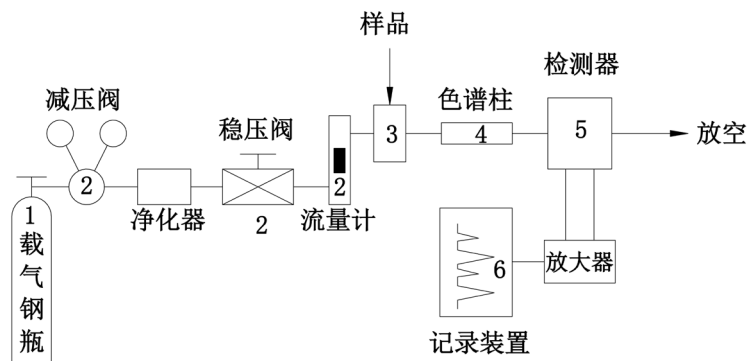 样品
检测器
减压阀
色谱柱
稳压阀
3
4
5
放空
2
2
净化器
2
流量计
1
载
气
钢
瓶
6
放大器
记录装置